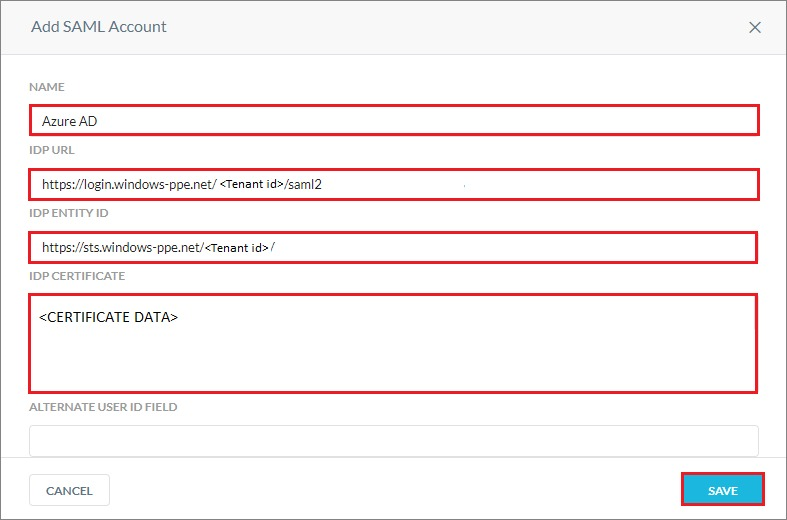 Add SAML Account
NAME
Azure AD
IDP URL
https://login.windows-ppe.net/ <Tenant id>/saml2
IDP ENTITY ID
https://sts.windows-ppe.net/<Tenant id>/
IDP CERTIFICATE
<CERTIFICATE DATA>
ALTERNATE USER ID FIELD
CANCEL
SAVE